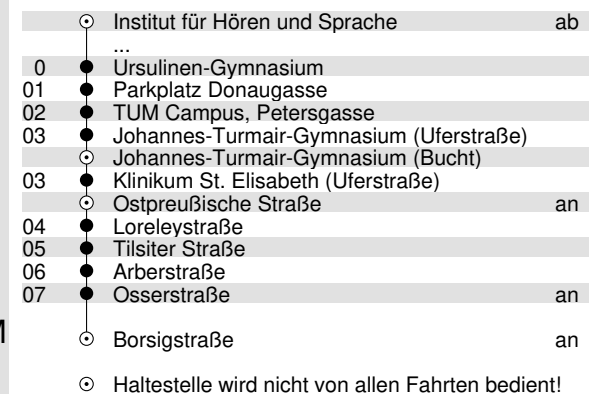 Institut für Hören und Sprache ab
...
0 Ursulinen-Gymnasium
01 Parkplatz Donaugasse
02 TUM Campus, Petersgasse
03 Johannes-Turmair-Gymnasium (Uferstraße)
Johannes-Turmair-Gymnasium (Bucht)
03 Klinikum St. Elisabeth (Uferstraße)
Ostpreußische Straße an
04 Loreleystraße
05 Tilsiter Straße
06 Arberstraße
07 Osserstraße an
Borsigstraße an
Haltestelle wird nicht von allen Fahrten bedient!